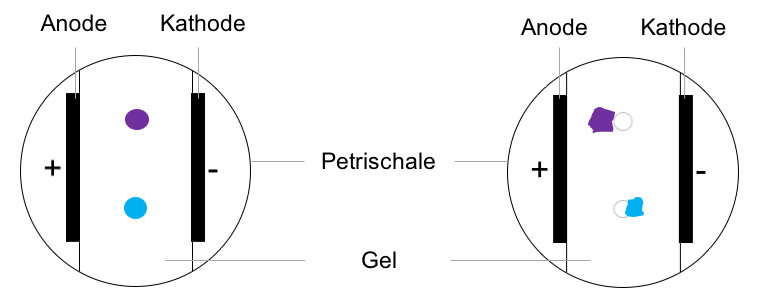 Anode Kathode
Anode Kathode
+ -
+ -
Petrischale
Gel